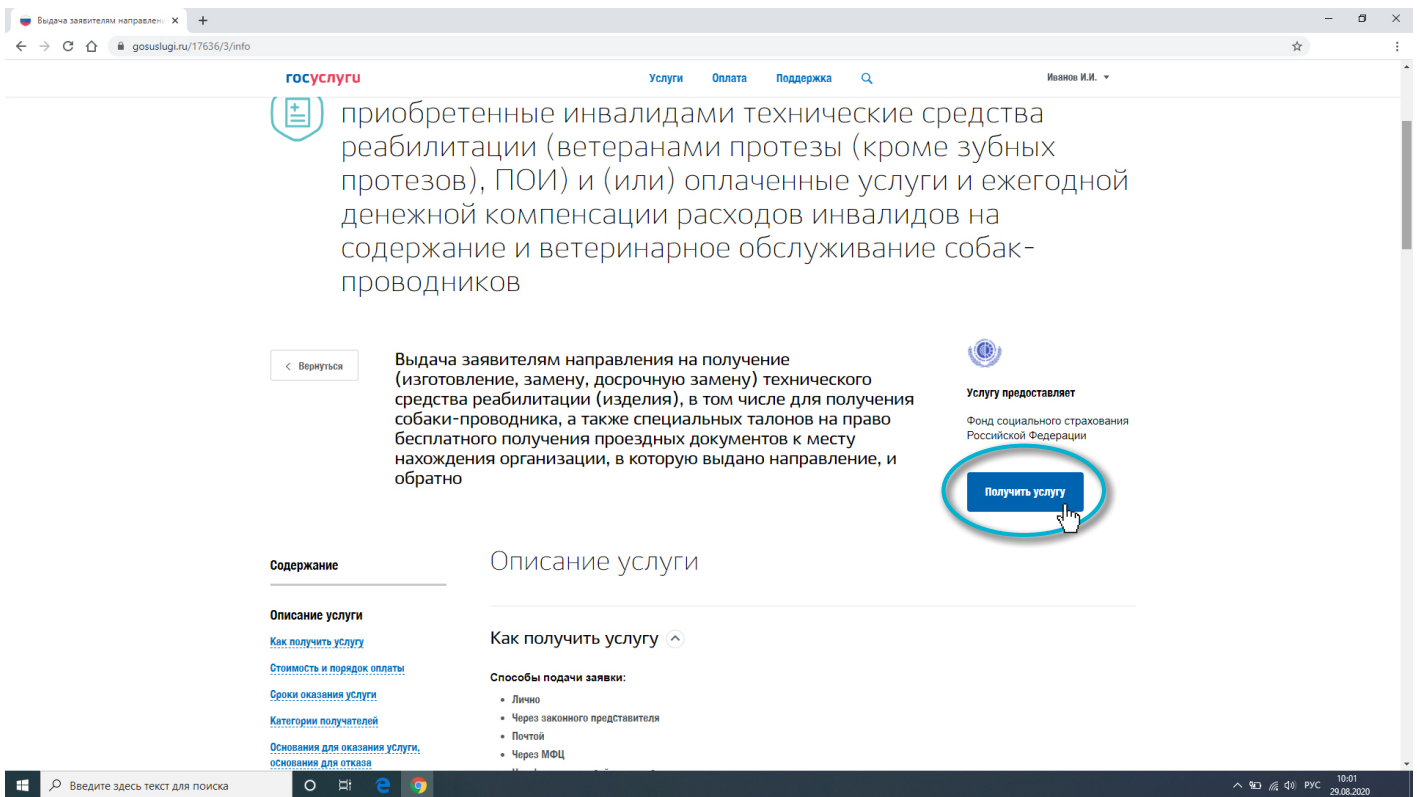 Выдача заявителям направлени
gosuslugi.ru/17636/3/info
госуслуги
Услуги
Оплата
Поддержка
Иванов И.И.
приобретенные инвалидами технические средства
реабилитации (ветеранами протезы (кроме зубных
протезов), ПОИ) и (или) оплаченные услуги и ежегодной
денежной компенсации расходов инвалидов на
содержание и ветеринарное обслуживание собак-
проводников
Вернуться
Выдача заявителям направления на получение
(изготовление, замену, досрочную замену) технического
средства реабилитации (изделия), в том числе для получения
собаки-проводника, а также специальных талонов на право
бесплатного получения проездных документов к месту
нахождения организации, в которую выдано направление, и
обратно
Услугу предоставляет
Фонд социального страхования
Российской Федерации
Получить услугу
Содержание
Описание услуги
Как получить услугу
Стоимость и порядок оплаты
Сроки оказания услуги
Категории получателей
Основания для оказания услуги,
основания для отказа
Описание услуги
Как получить услугу
Способы подачи заявки:
Лично
Через законного представителя
Почтой
Через МФЦ
Введите здесь текст для поиска
РУС
10:01
29.08.2020